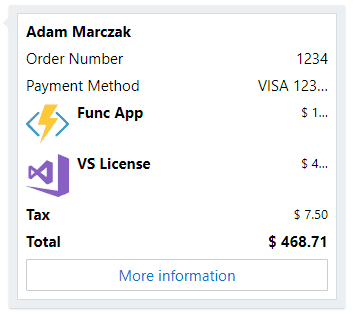 Adam Marczak
Order Number 1234
Payment Method VISA 123...
Func App $ 1...
VS License $ 4...
Tax $ 7.50
Total $ 468.71
More information